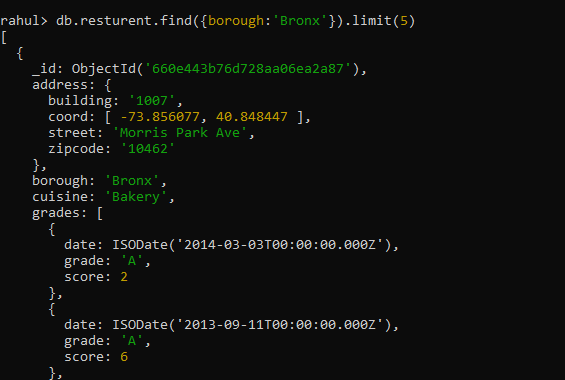 rahul> db.resturent.find({borough:'Bronx'}).limit(5)
[
  {
    _id: ObjectId('660e443b76d728aa06ea2a87'),
    address: {
      building: '1007',
      coord: [ -73.856077, 40.848447 ],
      street: 'Morris Park Ave',
      zipcode: '10462'
    },
    borough: 'Bronx',
    cuisine: 'Bakery',
    grades: [
      {
        date: ISODate('2014-03-03T00:00:00.000Z'),
        grade: 'A',
        score: 2
      },
      {
        date: ISODate('2013-09-11T00:00:00.000Z'),
        grade: 'A',
        score: 6
      },